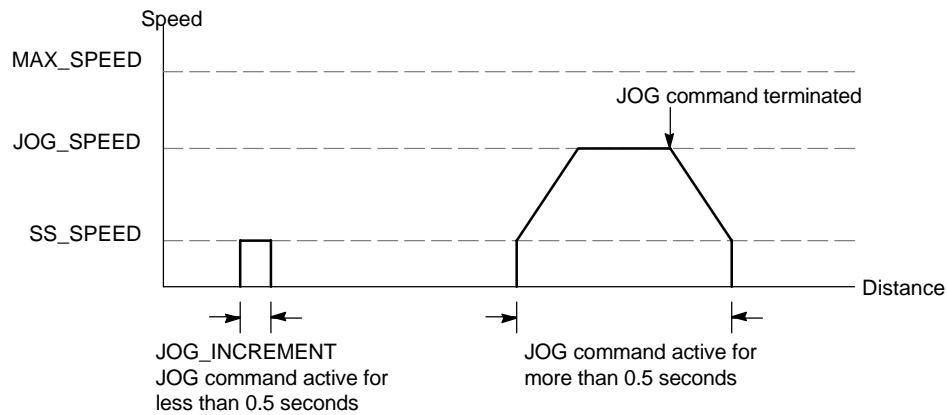 Speed
MAX_SPEED
JOG command terminated
JOG_SPEED
SS_SPEED
Distance
JOG_INCREMENT
JOG command active for
less than 0.5 seconds
JOG command active for
more than 0.5 seconds